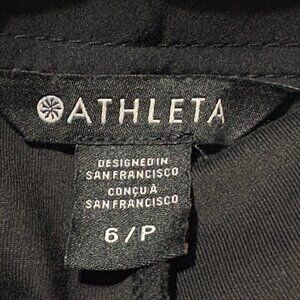 ATHLETA
DESIGNED IN
SAN FRANCISCO
CONÇU À
SAN FRANCISCO
6/P